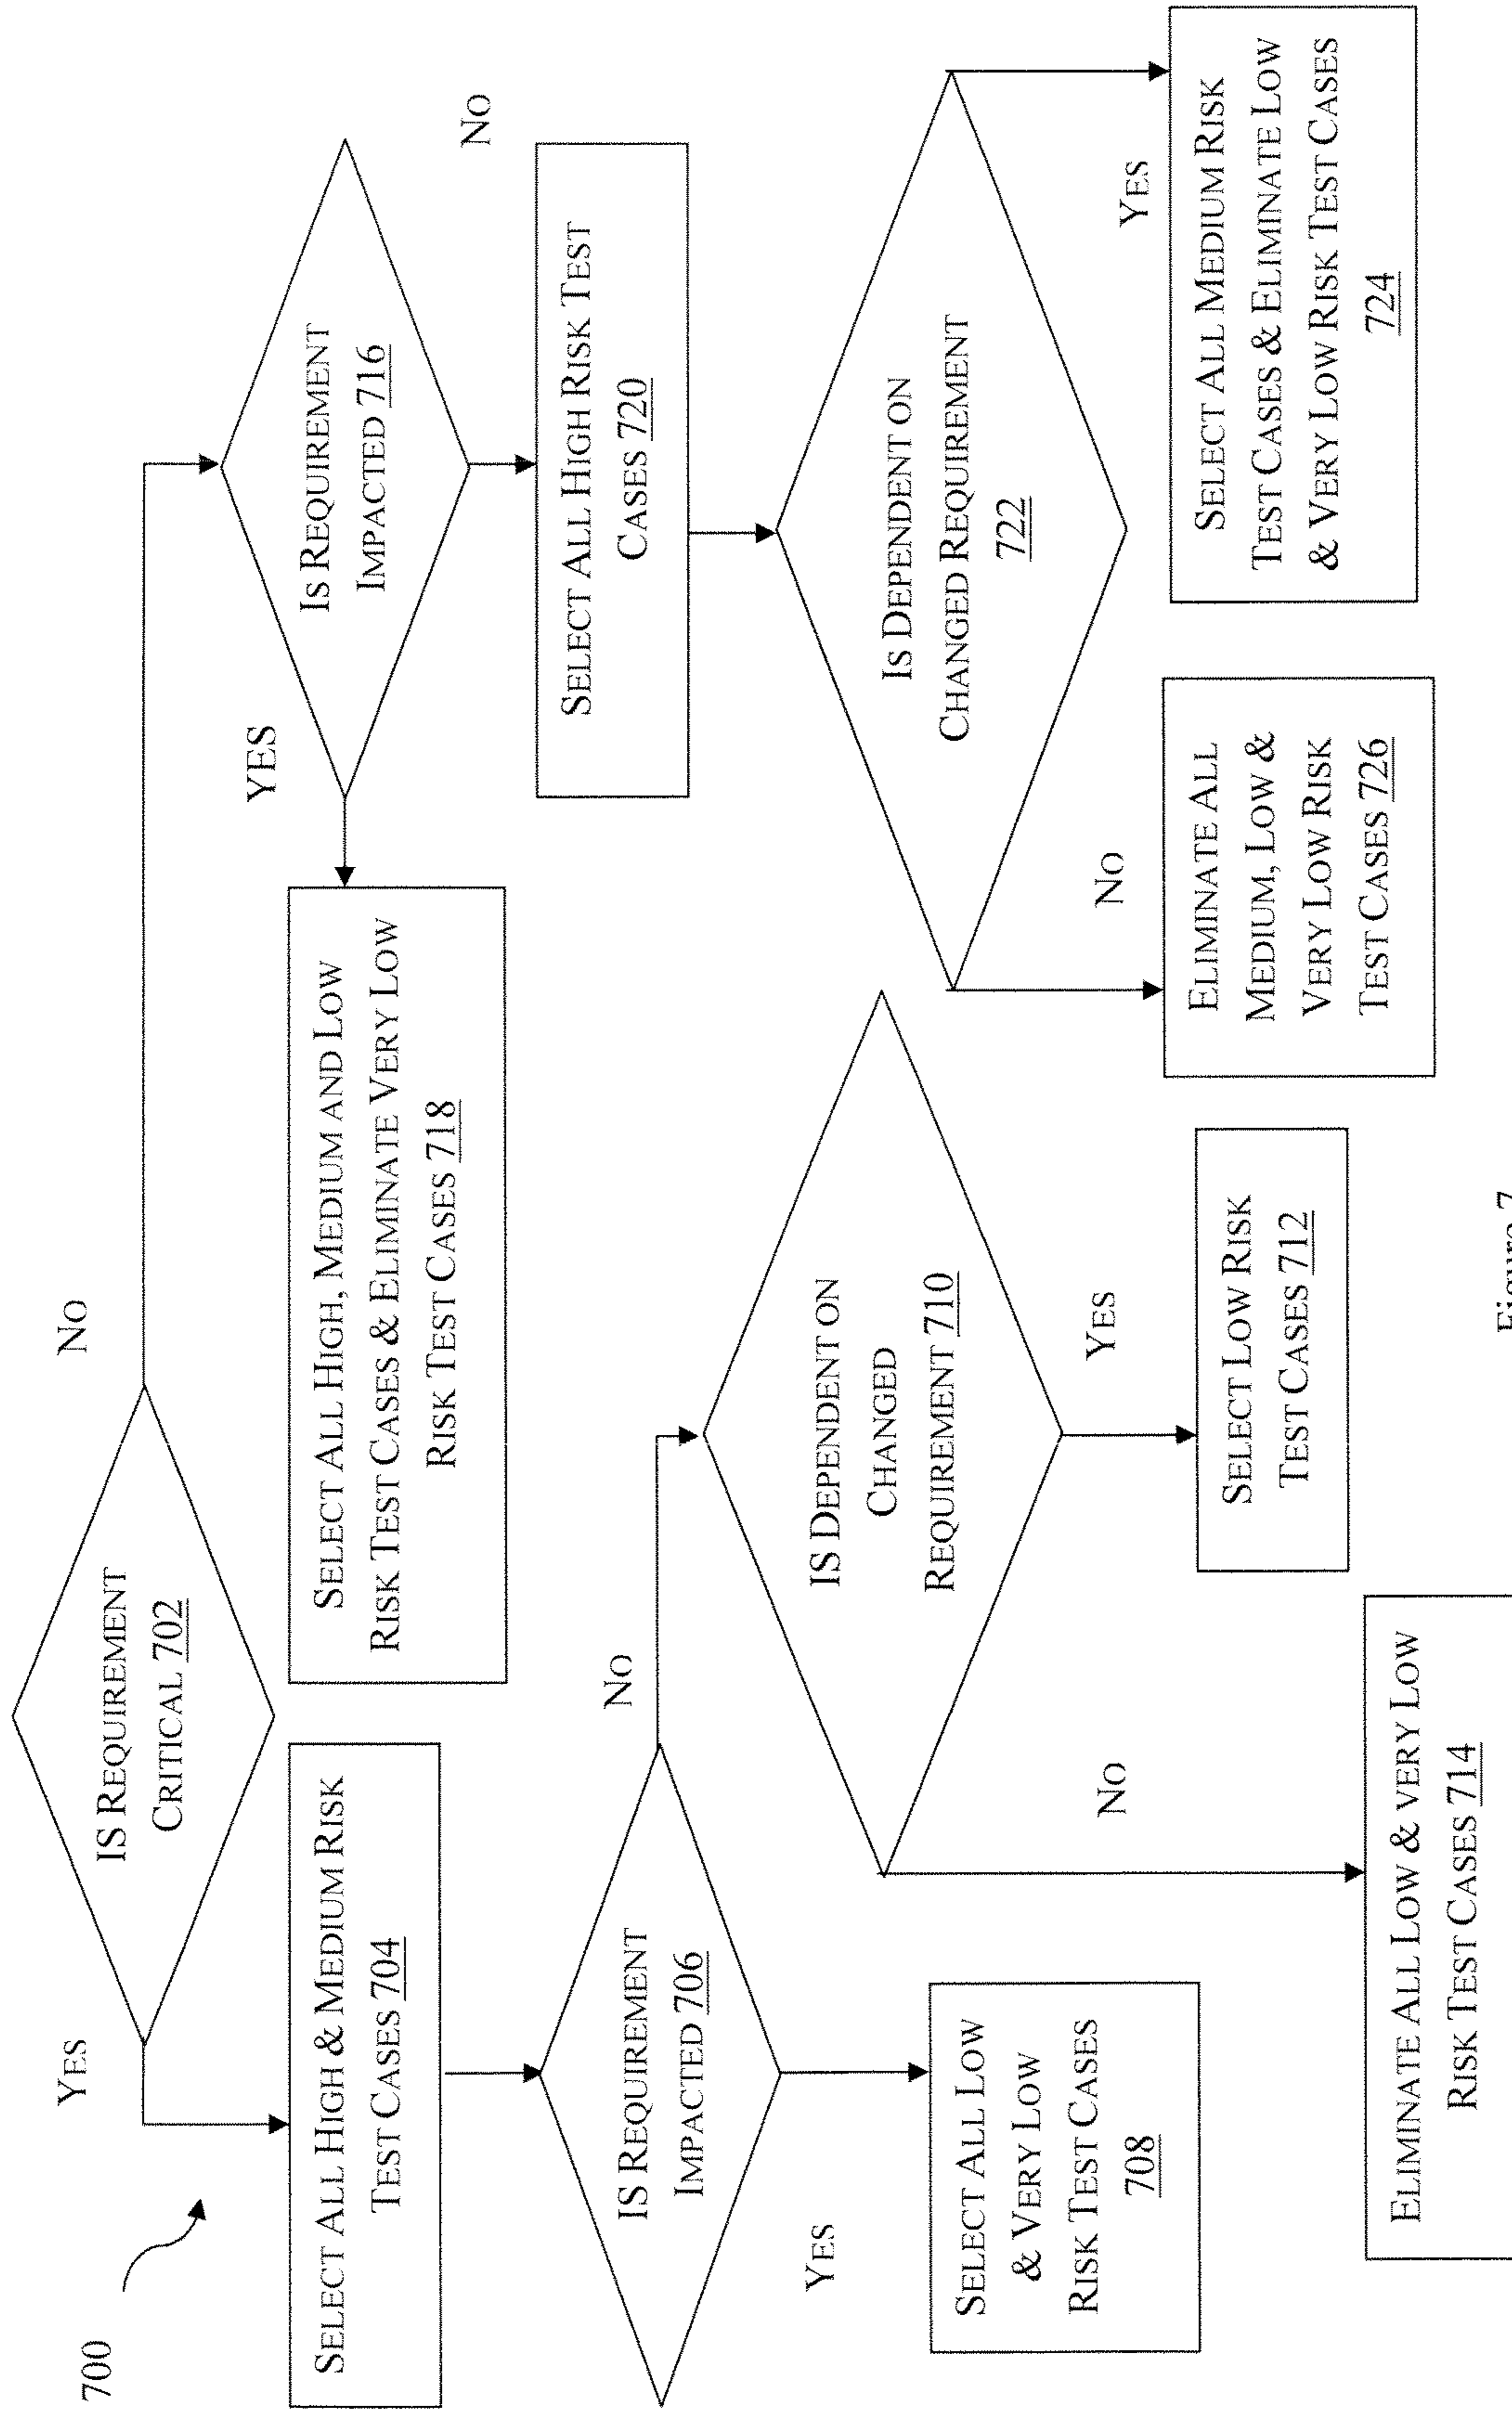 700
YES
NO
IS REQUIREMENT
CRITICAL 702
SELECT ALL HIGH & MEDIUM RISK
TEST CASES 704
SELECT ALL HIGH, MEDIUM AND LOW
RISK TEST CASES & ELIMINATE VERY LOW
RISK TEST CASES 718
YES
IS REQUIREMENT
IMPACTED 716
NO
IS REQUIREMENT
IMPACTED 706
NO
YES
SELECT ALL HIGH RISK TEST
CASES 720
SELECT ALL LOW
& VERY LOW
RISK TEST CASES
708
IS DEPENDENT ON
CHANGED
REQUIREMENT 710
NO
YES
IS DEPENDENT ON
CHANGED REQUIREMENT
722
NO
YES
SELECT LOW RISK
TEST CASES 712
ELIMINATE ALL
MEDIUM, LOW &
VERY LOW RISK
TEST CASES 726
SELECT ALL MEDIUM RISK
TEST CASES & ELIMINATE LOW
& VERY LOW RISK TEST CASES
724
ELIMINATE ALL LOW & VERY LOW
RISK TEST CASES 714
Figure 7